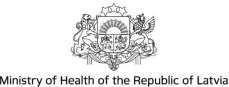 Ministry of Health of the Republic of Latvia